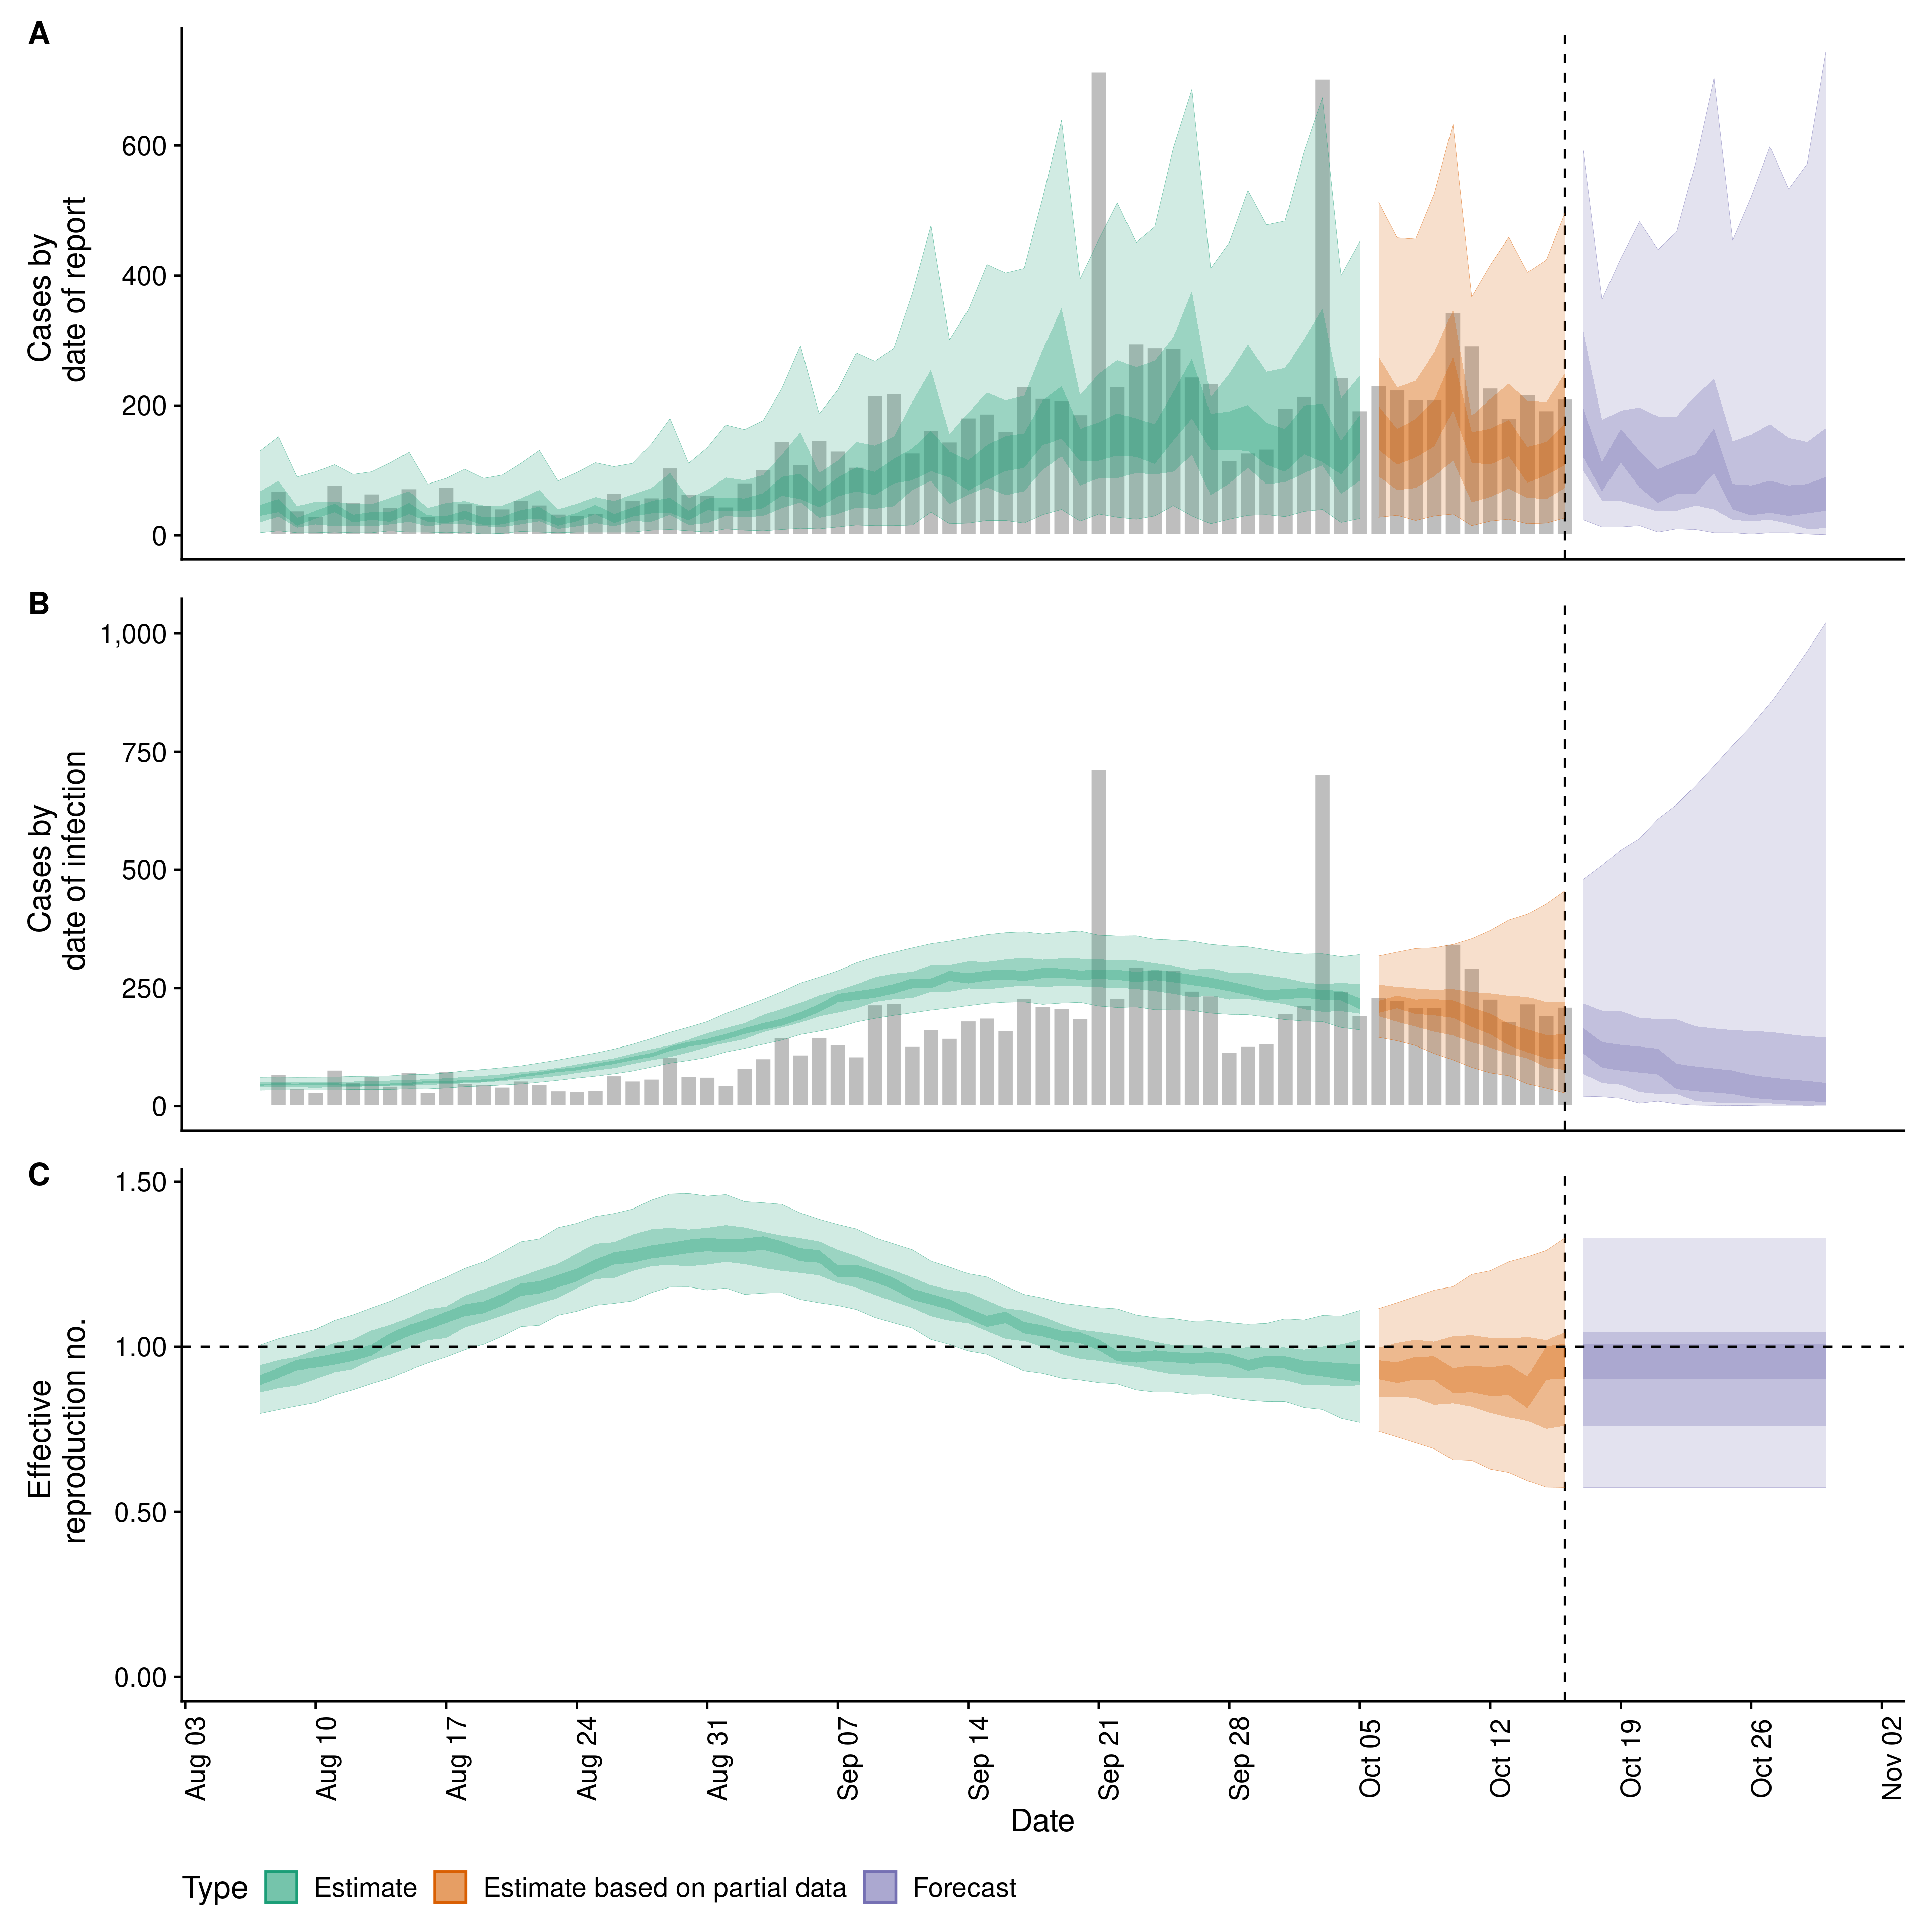 A
Cases by
date of report
600
400
200
0
B
Cases by
date of infection
1,000
750
500
250
0
C
Effective
reproduction no.
1.50
1.00
0.50
0.00
Aug 03
Aug 10
Aug 17
Aug 24
Aug 31
Sep 07
Sep 14
Sep 21
Sep 28
Oct 05
Oct 12
Oct 19
Oct 26
Nov 02
Date
Type Estimate Estimate based on partial data Forecast